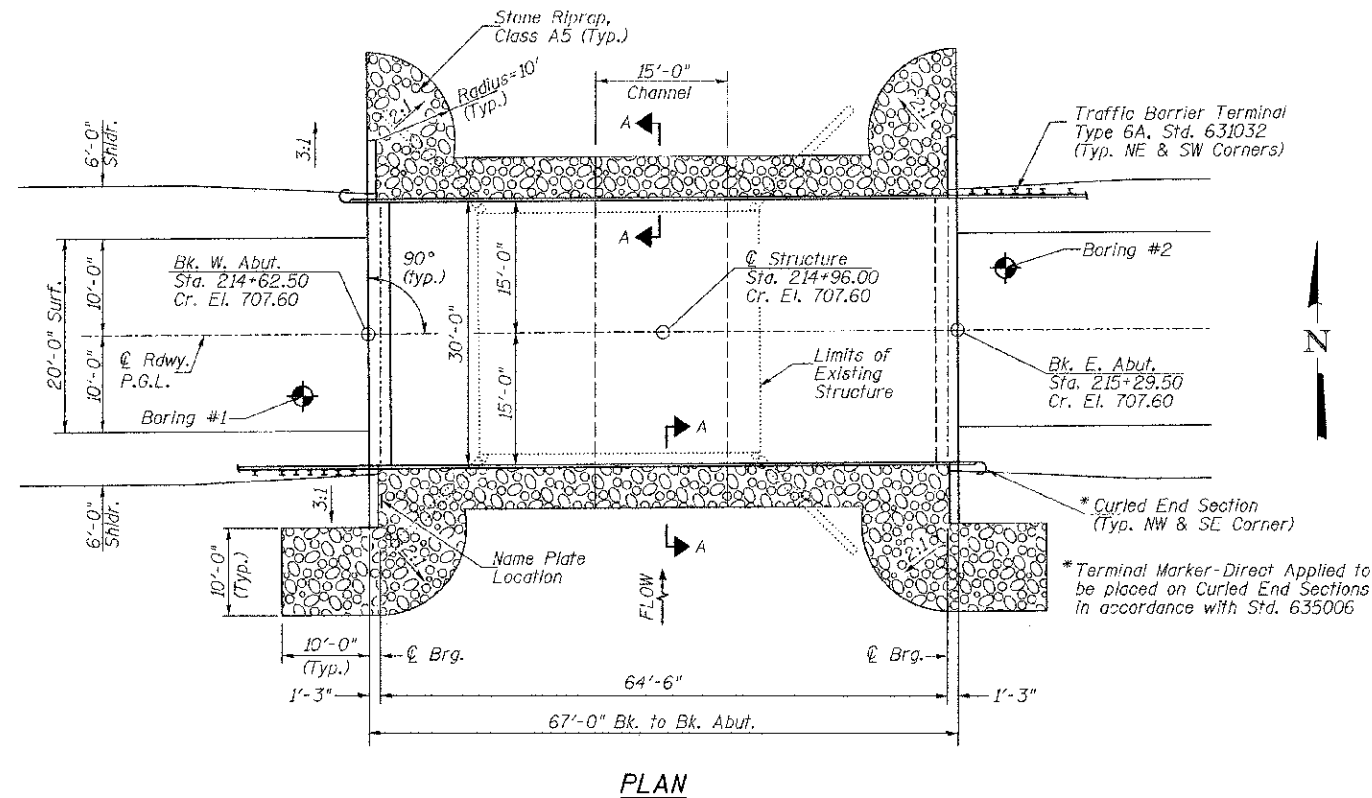 Stone Riprap,
Class A5 (Typ.)
Radius=10'
(Typ.)
2:1
15'-0"
Channel
A
2:1
Traffic Barrier Terminal
Type 6A, Std. 631032
(Typ. NE & SW Corners)
6'-0"
Shldr.
3:1
A
Boring #2
Bk. W. Abut.
Sta. 214+62.50
Cr. El. 707.60
90°
(typ.)
℄ Structure
Sta. 214+96.00
Cr. El. 707.60
20'-0" Surf.
10'-0"
10'-0"
30'-0"
15'-0"
15'-0"
N
℄ Rdwy.
P.G.L.
Limits of
Existing
Structure
Bk. E. Abut.
Sta. 215+29.50
Cr. El. 707.60
Boring #1
A
6'-0"
Shldr.
3:1
* Curled End Section
(Typ. NW & SE Corner)
10'-0"
(Typ.)
2:1
Name Plate
Location
A
FLOW
2:1
* Terminal Marker-Direct Applied to
be placed on Curled End Sections
in accordance with Std. 635006
10'-0"
(Typ.)
℄ Brg.
℄ Brg.
1'-3"
64'-6"
1'-3"
67'-0" Bk. to Bk. Abut.
PLAN